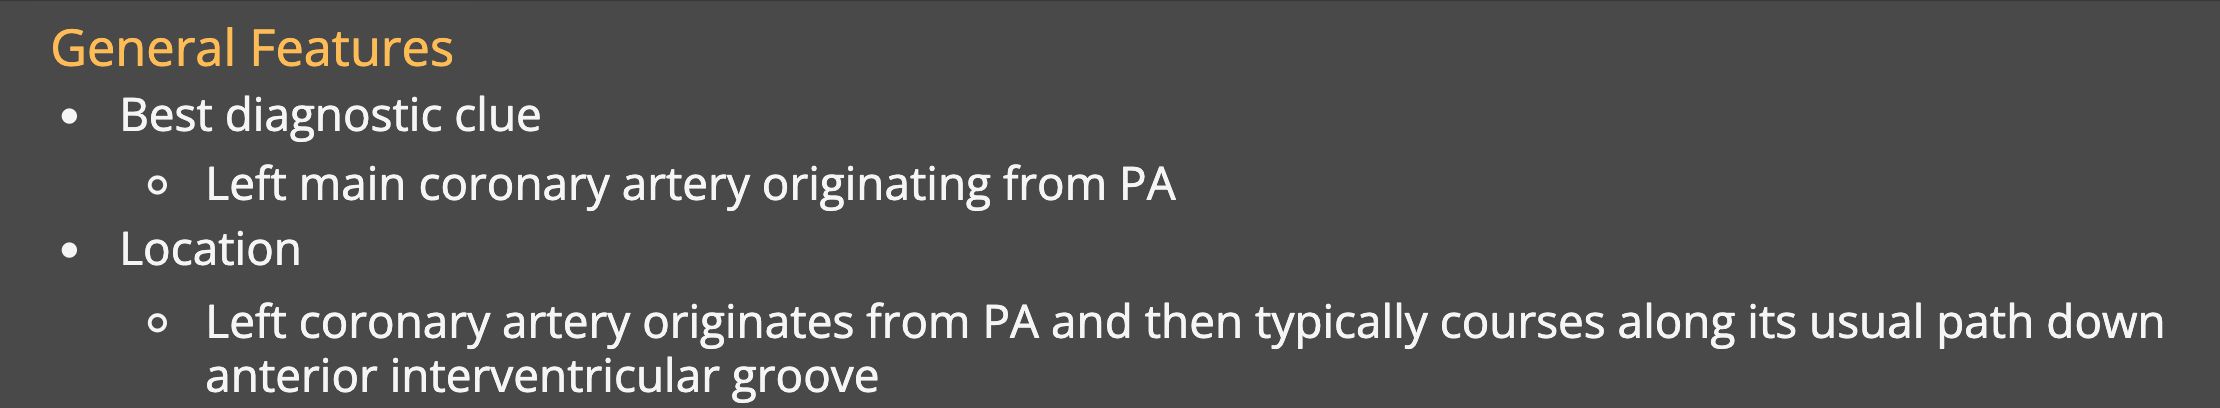 General Features
• Best diagnostic clue
◦ Left main coronary artery originating from PA
• Location
◦ Left coronary artery originates from PA and then typically courses along its usual path down
anterior interventricular groove